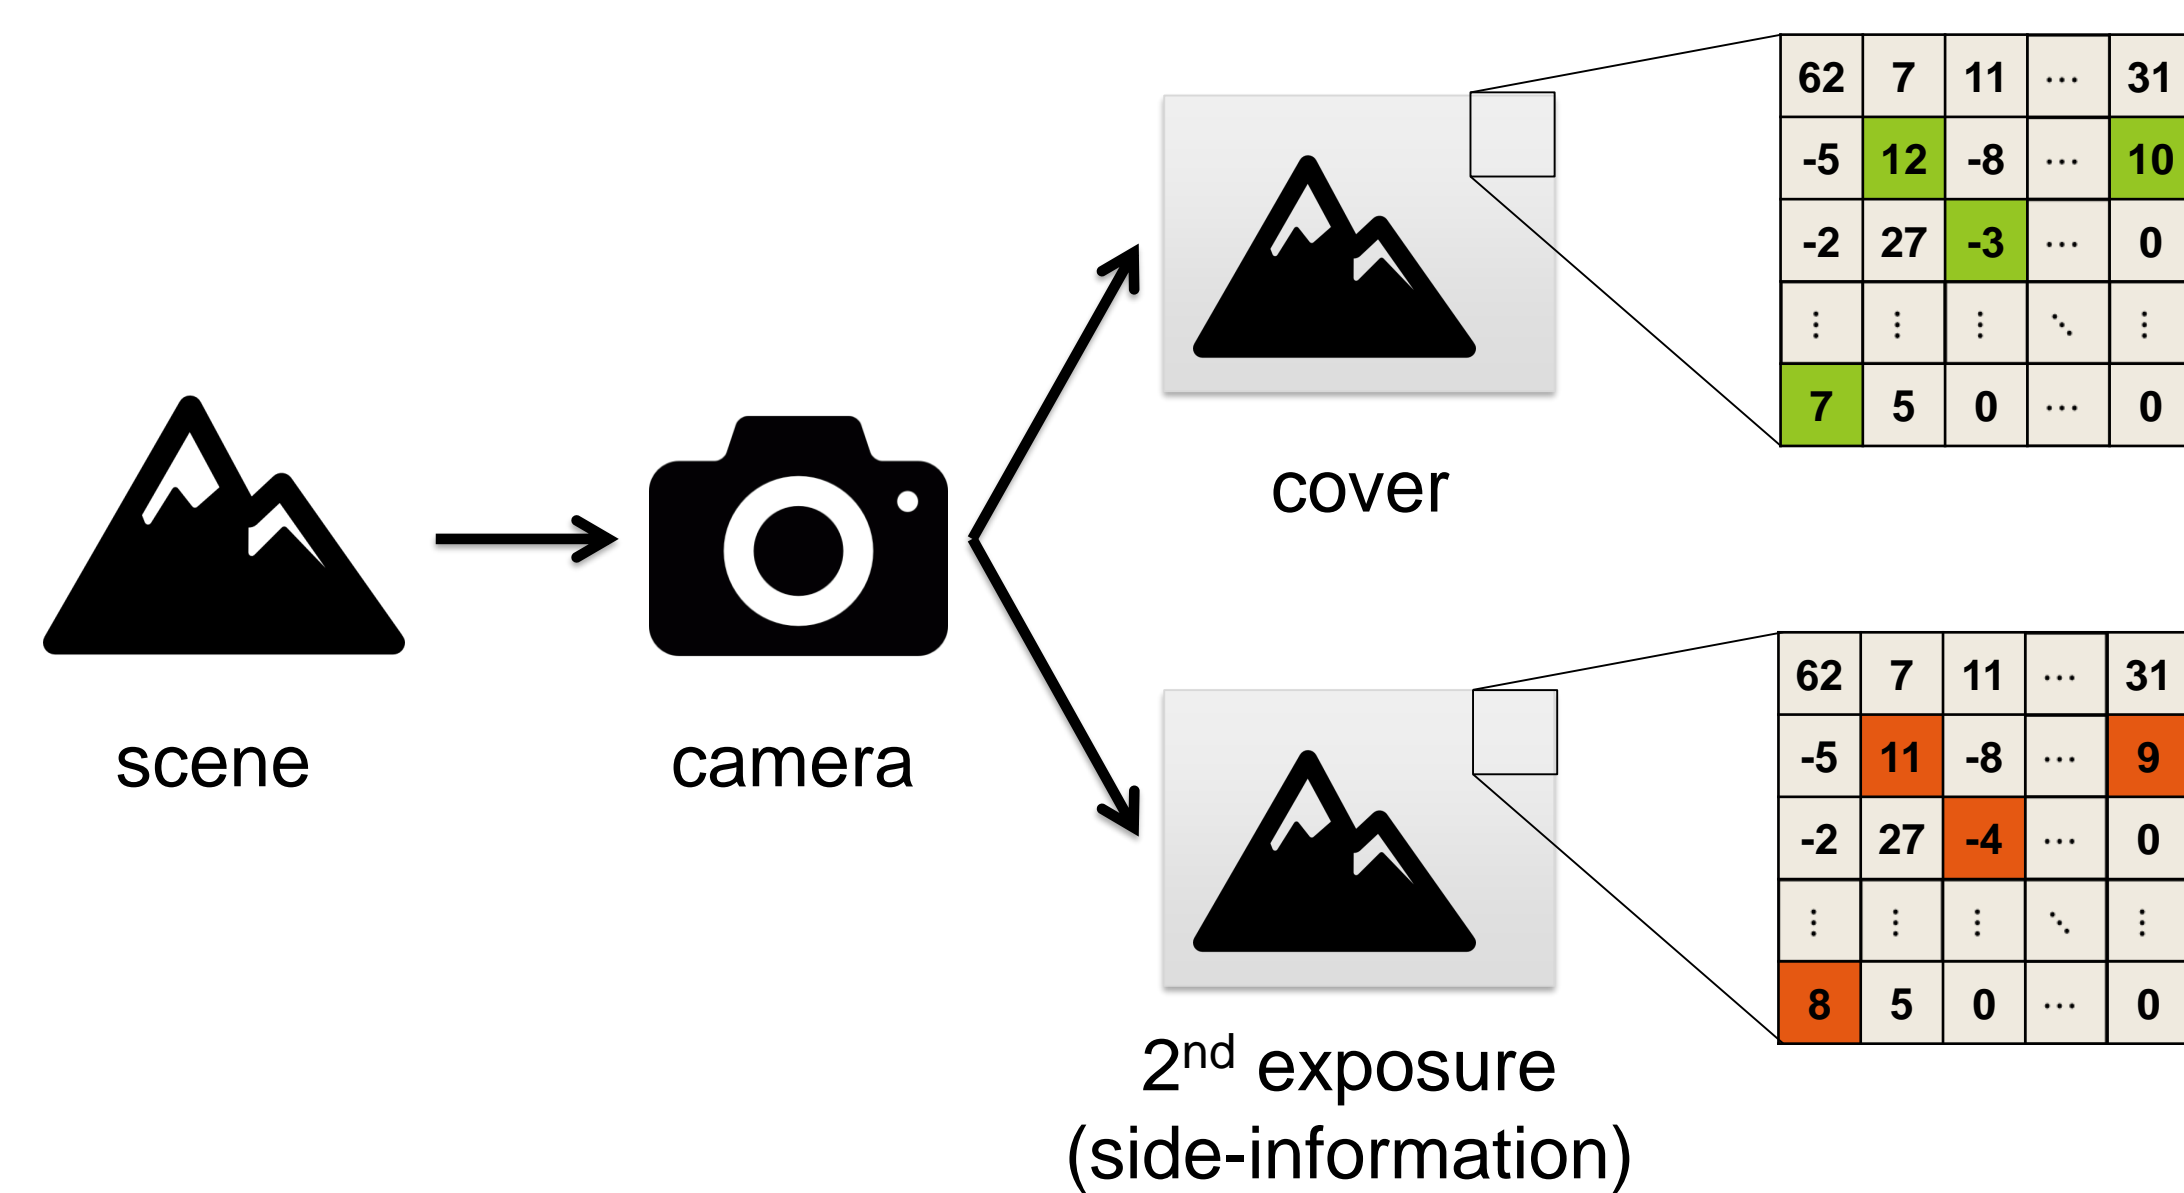 62 7 11 ... 31
-5 12 -8 ... 10
-2 27 -3 ... 0
⋮ ⋮ ⋮ ⋱ ⋮
7 5 0 ... 0
cover
scene
camera
62 7 11 ... 31
-5 11 -8 ... 9
-2 27 -4 ... 0
⋮ ⋮ ⋮ ⋱ ⋮
8 5 0 ... 0
2nd exposure
(side-information)